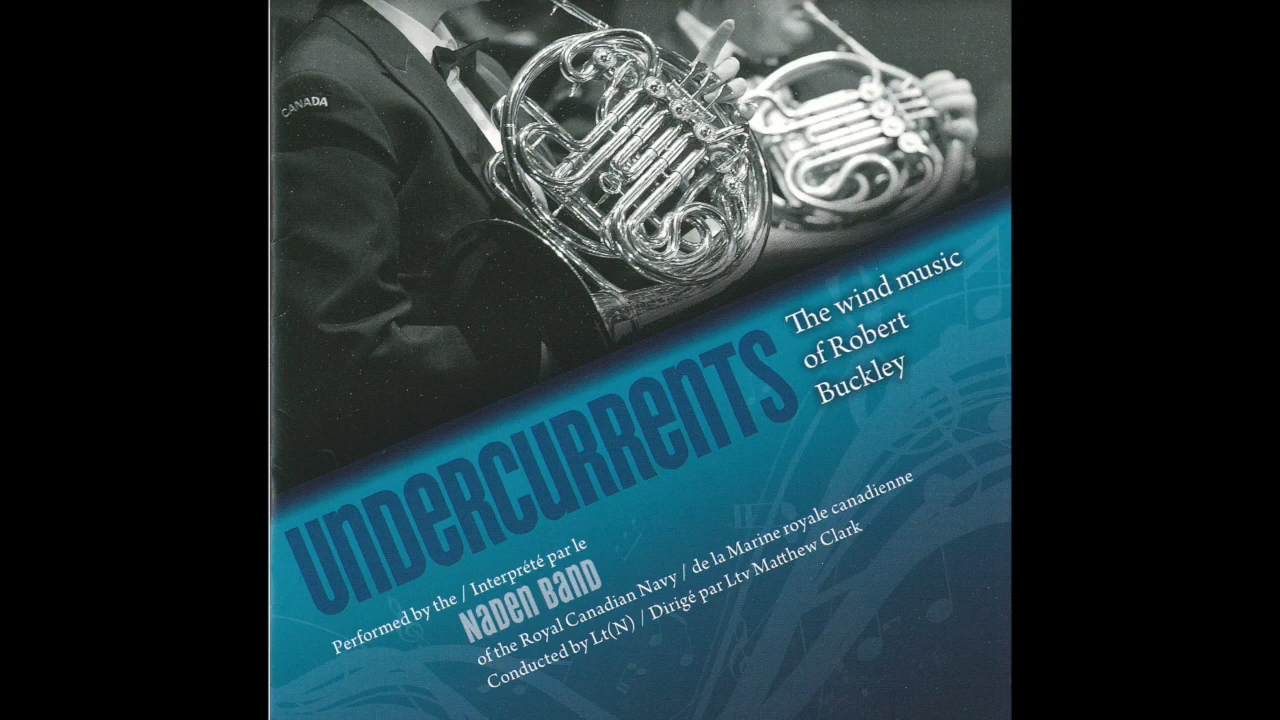 CANADA
The wind music
of Robert
Buckley
UNDERCURRENTS
Performed by the / Interprété par le
NADEN BAND
of the Royal Canadian Navy / de la Marine royale canadienne
Conducted by Lt(N) / Dirigé par Ltv Matthew Clark